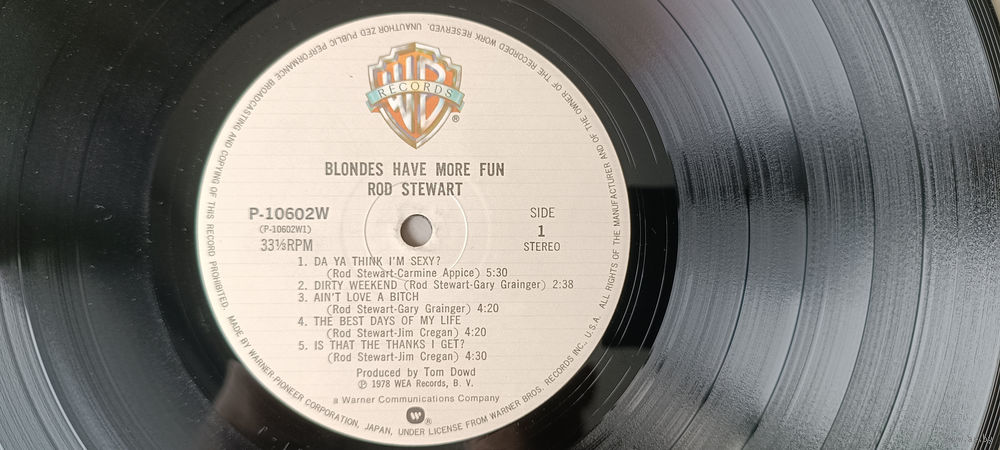 WB
RECORDS
®
BLONDES HAVE MORE FUN
ROD STEWART
P-10602W
(P-10602W1)
33⅓RPM
SIDE
1
STEREO
1. DA YA THINK I'M SEXY?
(Rod Stewart-Carmine Appice) 5:30
2. DIRTY WEEKEND (Rod Stewart-Gary Grainger) 2:38
3. AIN'T LOVE A BITCH
(Rod Stewart-Gary Grainger) 4:20
4. THE BEST DAYS OF MY LIFE
(Rod Stewart-Jim Cregan) 4:20
5. IS THAT THE THANKS I GET?
(Rod Stewart-Jim Cregan) 4:30
Produced by Tom Dowd
℗ 1978 WEA Records, B. V.
a Warner Communications Company
®
MADE BY WARNER-PIONEER CORPORATION, JAPAN, UNDER LICENSE FROM WARNER BROS. RECORDS INC., U.S.A. ALL RIGHTS OF THE MANUFACTURER AND OF THE OWNER OF THE RECORDED WORK RESERVED. UNAUTHORIZED PUBLIC PERFORMANCE BROADCASTING AND COPYING OF THIS RECORD PROHIBITED.